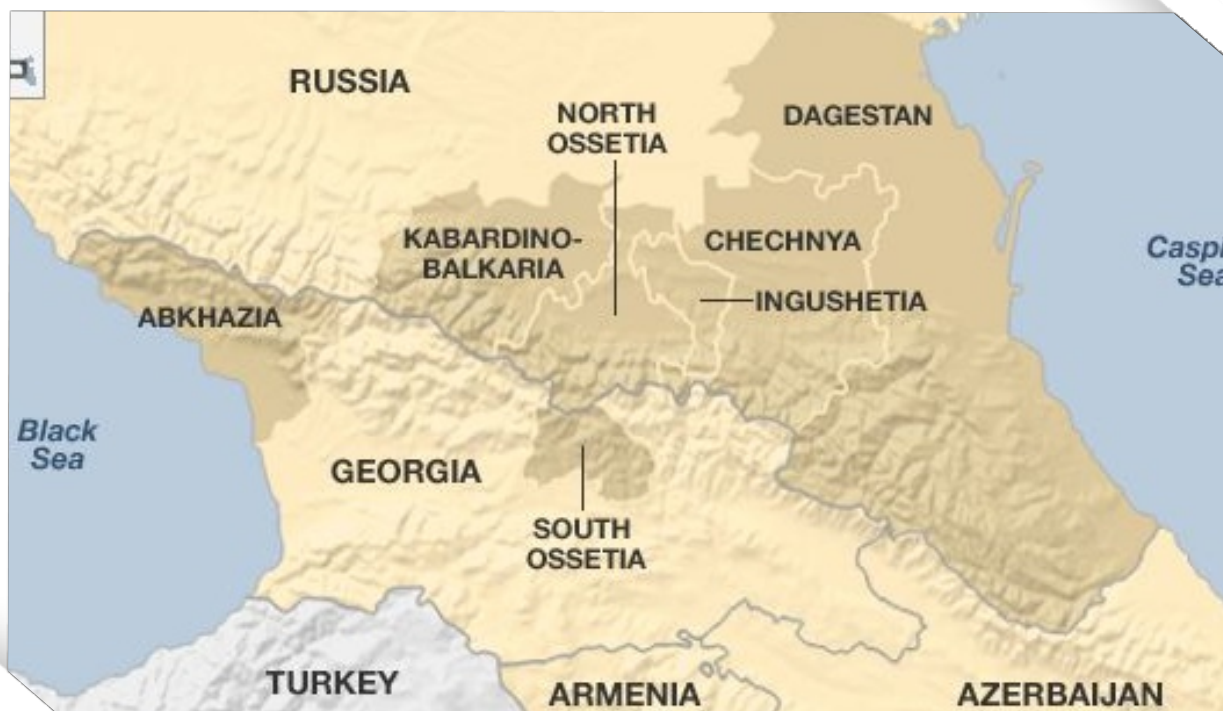 RUSSIA
NORTH
OSSETIA
DAGESTAN
KABARDINO-
BALKARIA
CHECHNYA
INGUSHETIA
ABKHAZIA
Black
Sea
GEORGIA
SOUTH
OSSETIA
TURKEY
ARMENIA
AZERBAIJAN